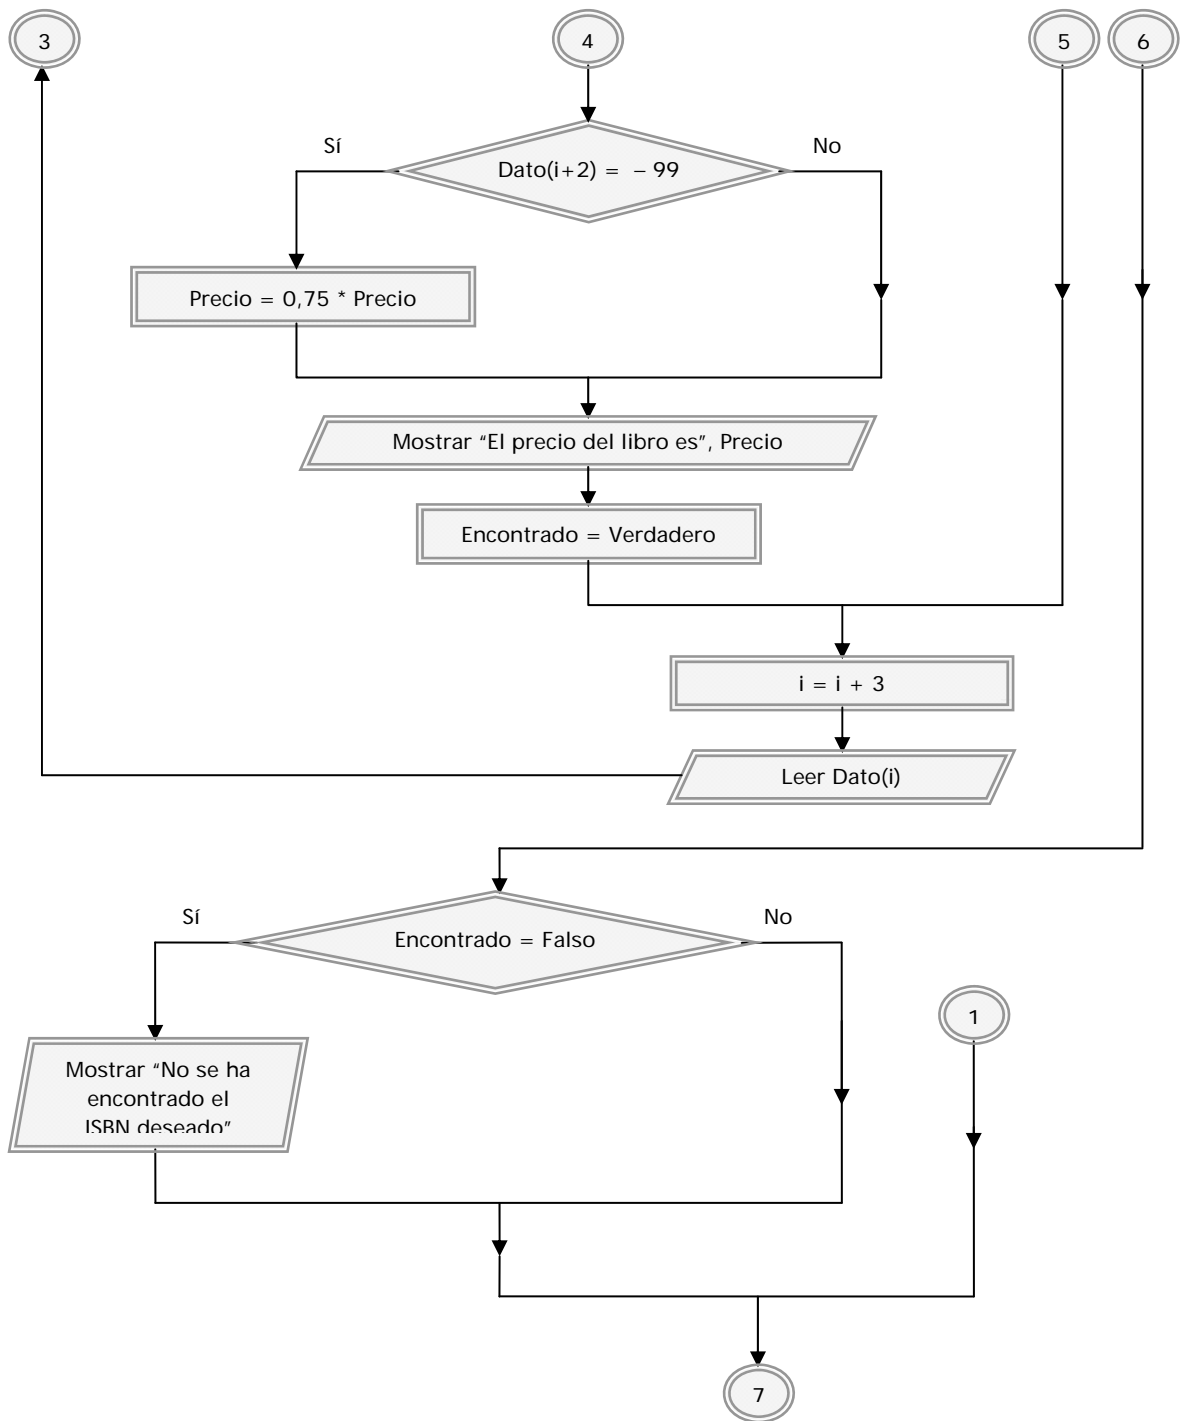 3
4
5
6
Sí
No
Dato(i+2) = – 99
Precio = 0,75 * Precio
Mostrar “El precio del libro es”, Precio
Encontrado = Verdadero
i = i + 3
Leer Dato(i)
Sí
No
Encontrado = Falso
1
Mostrar “No se ha
encontrado el
ISBN deseado”
7